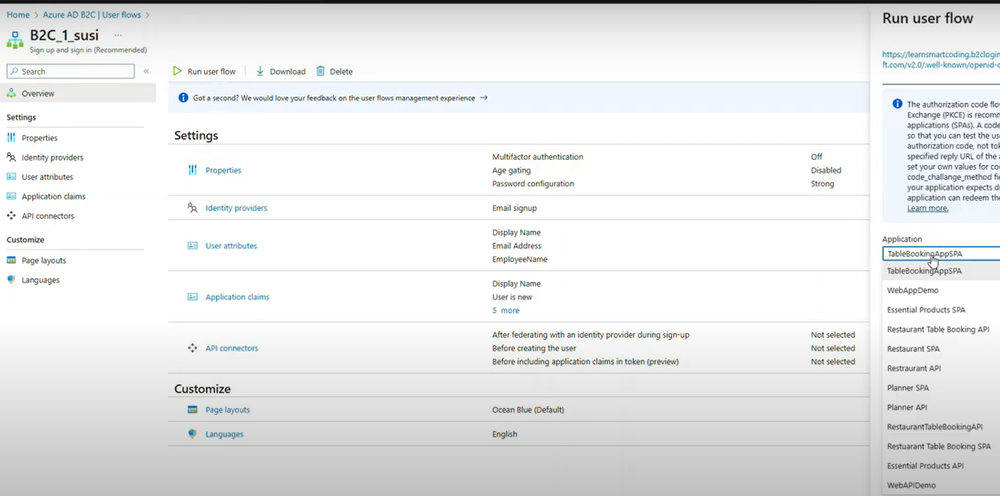 Home > Azure AD B2C | User flows >
B2C_1_susi ...
Sign up and sign in (Recommended)
Search «
Overview
Settings
Properties
Identity providers
User attributes
Application claims
API connectors
Customize
Page layouts
Languages
Run user flow Download Delete
Got a second? We would love your feedback on the user flows management experience →
Settings
Properties
Multifactor authentication Off
Age gating Disabled
Password configuration Strong
Identity providers Email signup
User attributes
Display Name
Email Address
EmployeeName
Application claims
Display Name
User is new
5 more
API connectors
After federating with an identity provider during sign-up Not selected
Before creating the user Not selected
Before including application claims in token (preview) Not selected
Customize
Page layouts Ocean Blue (Default)
Languages English
Run user flow
https://learnsmartcoding.b2clogin
ft.com/v2.0/.well-known/openid-c
The authorization code flo
Exchange (PKCE) is recom
applications (SPAs). A code
so that you can test the us
authorization code, not to
specified reply URL of the a
set your own values for co
code_challange_method fi
your application expects d
application can redeem the
Learn more.
Application
TableBookingAppSPA
TableBookingAppSPA
WebAppDemo
Essential Products SPA
Restaurant Table Booking API
Restaurant SPA
Restraurant API
Planner SPA
Planner API
RestaurantTableBookingAPI
Restuarant Table Booking SPA
Essential Products API
WebAPIDemo